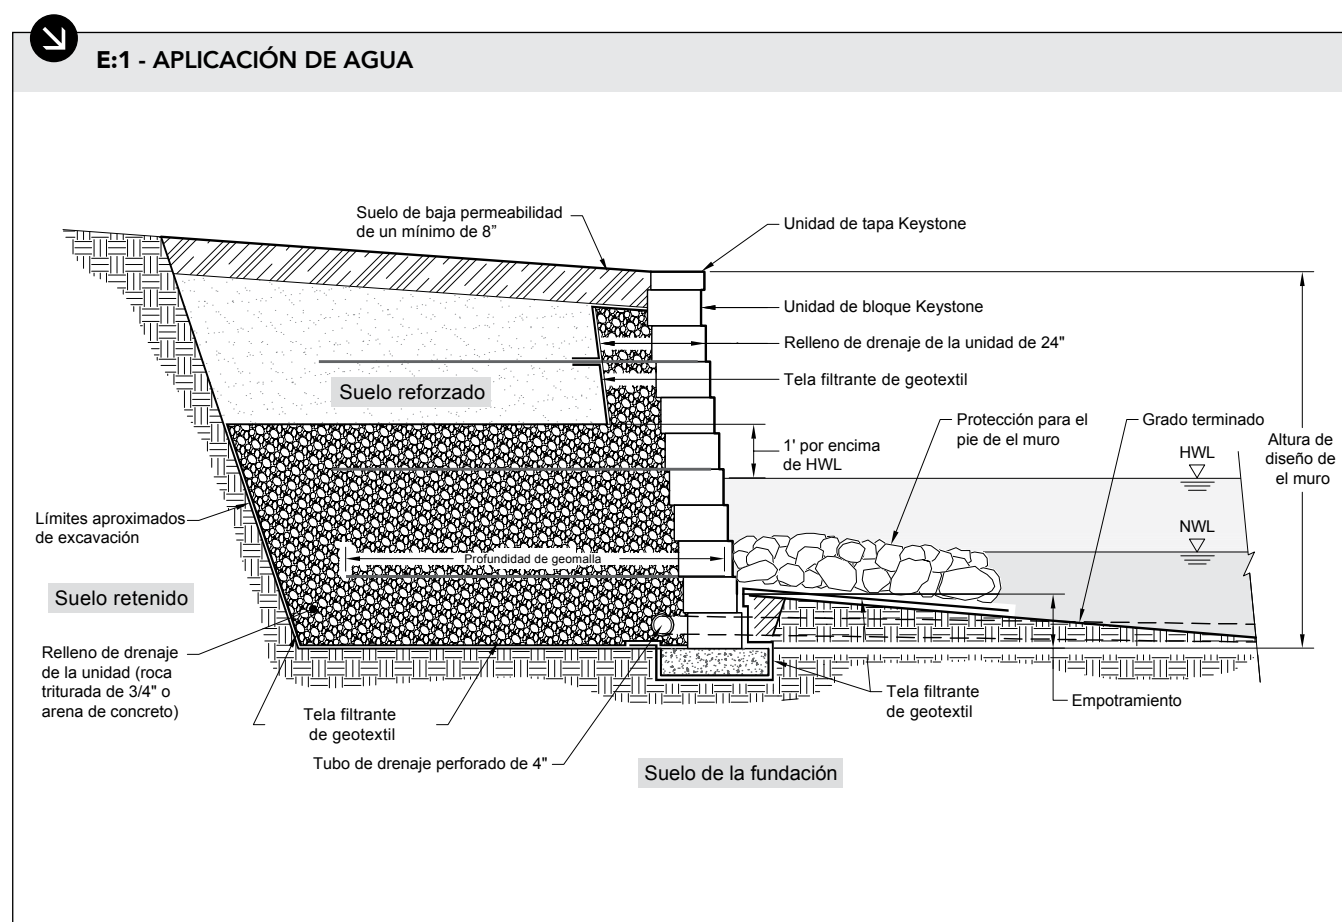 E:1 - APLICACIÓN DE AGUA
Suelo de baja permeabilidad
de un mínimo de 8”
Unidad de tapa Keystone
Unidad de bloque Keystone
Relleno de drenaje de la unidad de 24"
Suelo reforzado
Tela filtrante de geotextil
Protección para el
pie de el muro
Grado terminado
Altura de
diseño de
el muro
1' por encima
de HWL
HWL
NWL
Límites aproximados
de excavación
Profundidad de geomalla
Suelo retenido
Relleno de drenaje
de la unidad (roca
triturada de 3/4" o
arena de concreto)
Tela filtrante
de geotextil
Tela filtrante
de geotextil
Empotramiento
Tubo de drenaje perforado de 4"
Suelo de la fundación